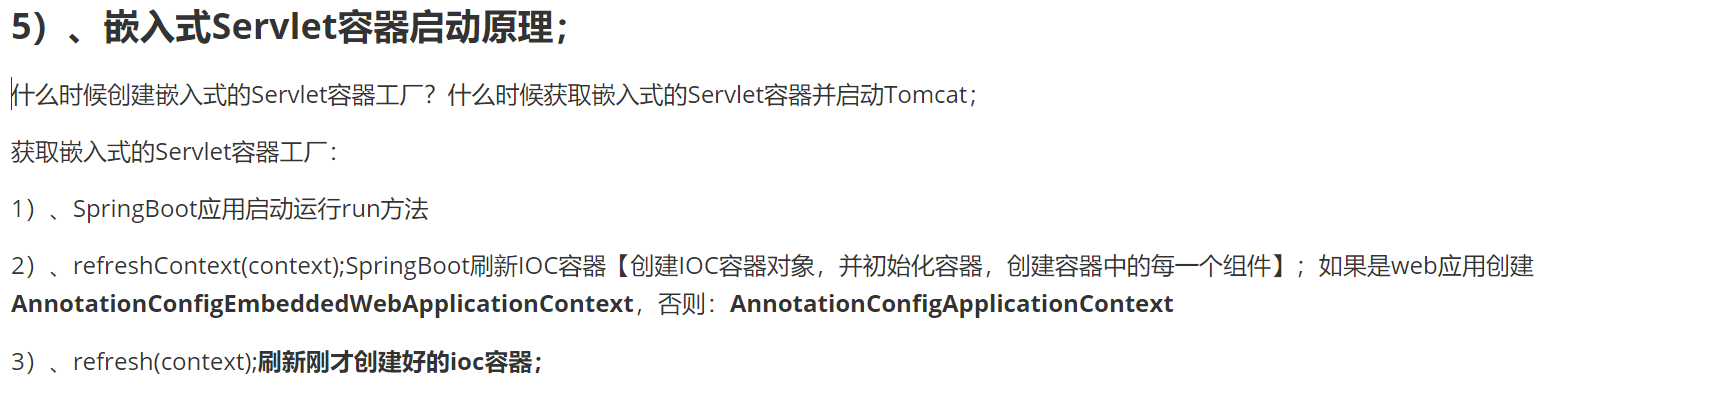 5）、嵌入式Servlet容器启动原理；
什么时候创建嵌入式的Servlet容器工厂？什么时候获取嵌入式的Servlet容器并启动Tomcat；
获取嵌入式的Servlet容器工厂：
1）、SpringBoot应用启动运行run方法
2）、refreshContext(context);SpringBoot刷新IOC容器【创建IOC容器对象，并初始化容器，创建容器中的每一个组件】；如果是web应用创建
AnnotationConfigEmbeddedWebApplicationContext，否则：AnnotationConfigApplicationContext
3）、refresh(context);刷新刚才创建好的ioc容器；